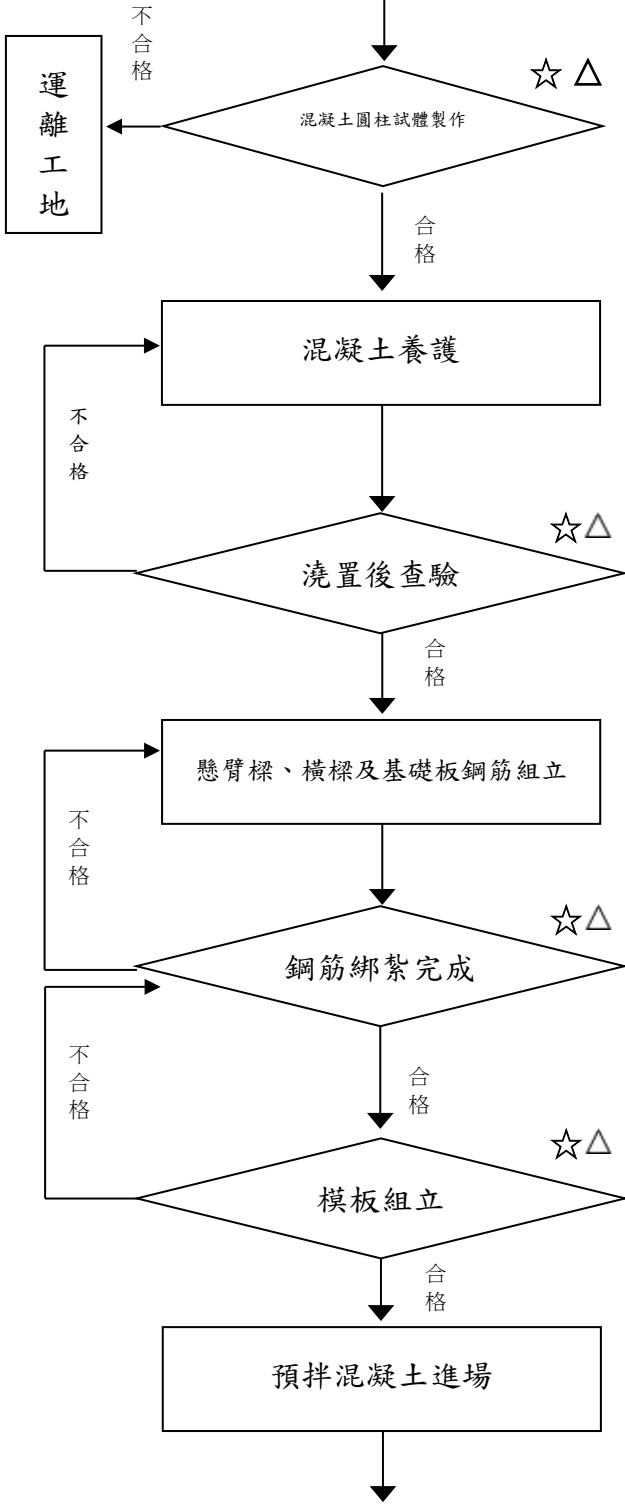 不合格
運離工地
☆ △
混凝土圓柱試體製作
合格
混凝土養護
不合格
☆△
澆置後查驗
合格
懸臂樑、橫樑及基礎板鋼筋組立
不合格
☆△
鋼筋綁紮完成
不合格
合格
☆△
模板組立
合格
預拌混凝土進場